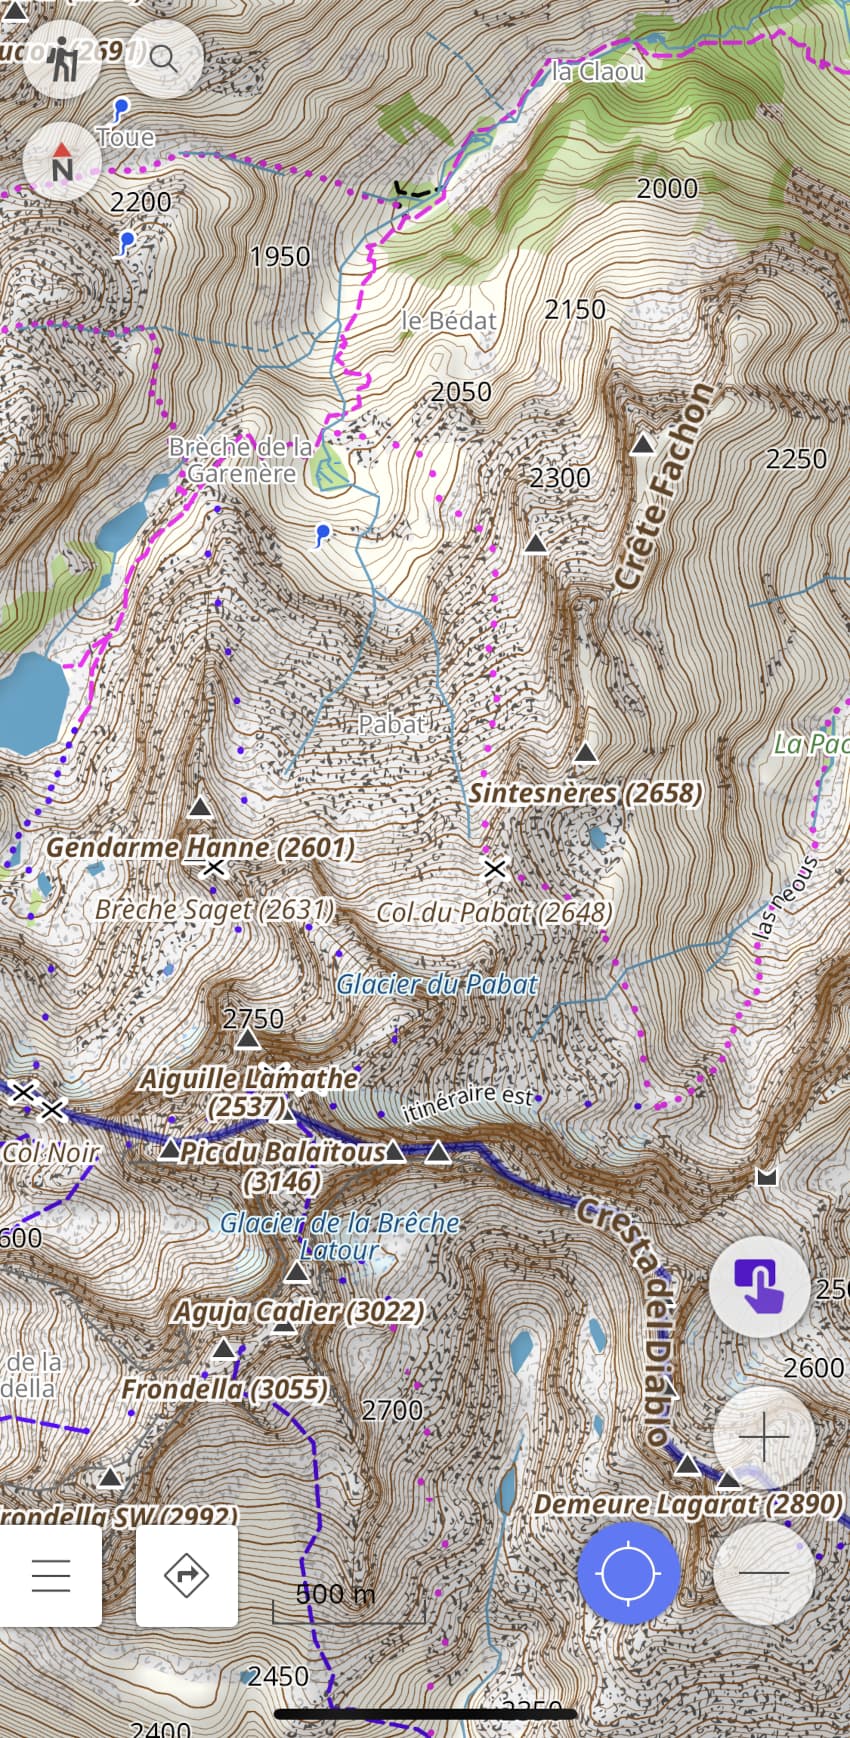 (2691)
la Claou
Toue
N
2000
2200
1950
2150
le Bédat
2050
Crête Fachon
Brèche de la
Garenère
2250
2300
Pabat
La Pac
Sintesnères (2658)
Gendarme Hanne (2601)
las néous
Brèche Saget (2631)
Col du Pabat (2648)
Glacier du Pabat
2750
Aiguille Lamathe
(2537)
itinéraire est
Col Noir
Pic du Balaïtous
(3146)
Cresta del Diablo
Glacier de la Brêche
Latour
600
Aguja Cadier (3022)
de la
della
2600
Frondella (3055)
2700
Demeure Lagarat (2890)
rondella SW (2992)
500 m
2450
2400